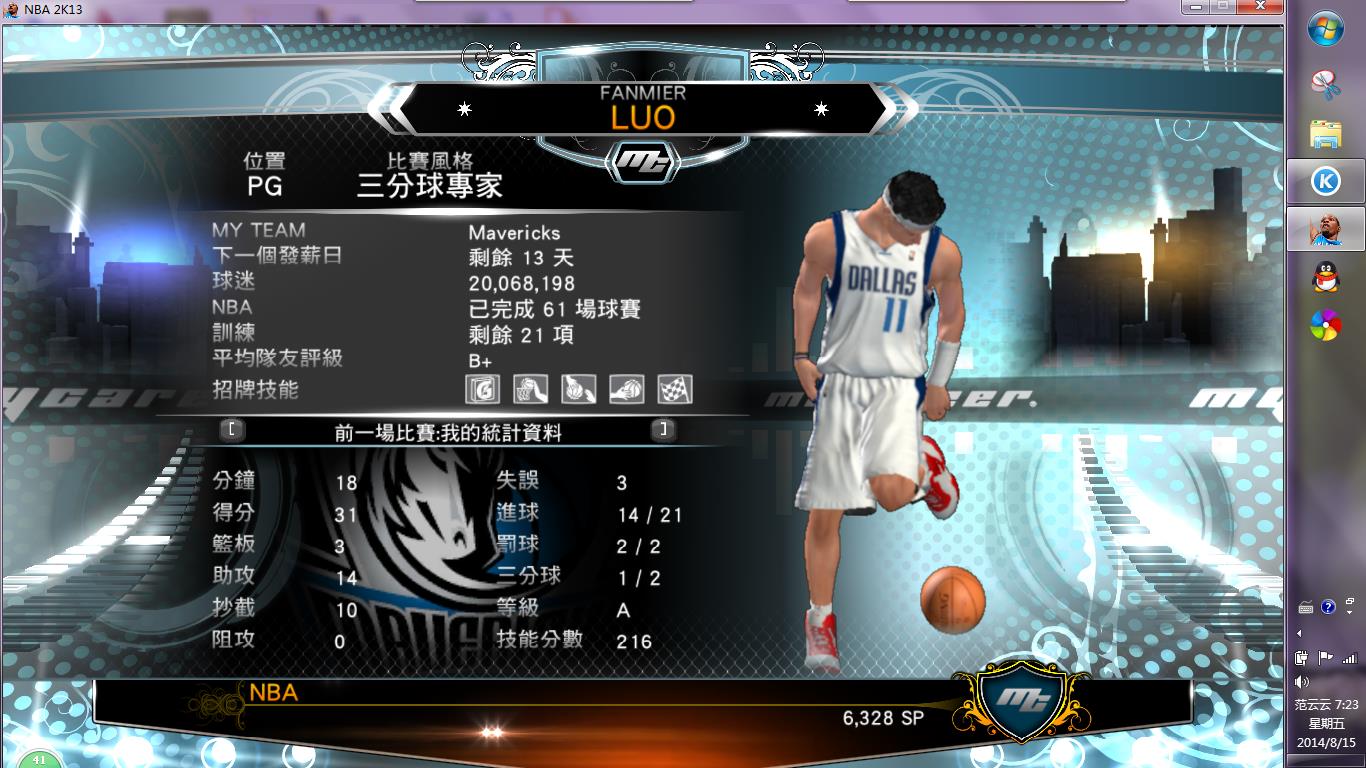 NBA 2K13
FANMIER
LUO
位置 比賽風格
PG 三分球專家
MY TEAM Mavericks
下一個發薪日 剩餘 13 天
球迷 20,068,198
NBA 已完成 61 場球賽
訓練 剩餘 21 項
平均隊友評級 B+
招牌技能
[ 前一場比賽:我的統計資料 ]
分鐘 18 失誤 3
得分 31 進球 14 / 21
籃板 3 罰球 2 / 2
助攻 14 三分球 1 / 2
抄截 10 等級 A
阻攻 0 技能分數 216
DALLAS
11
NBA
6,328 SP
41
范云云 7:23
星期五
2014/8/15